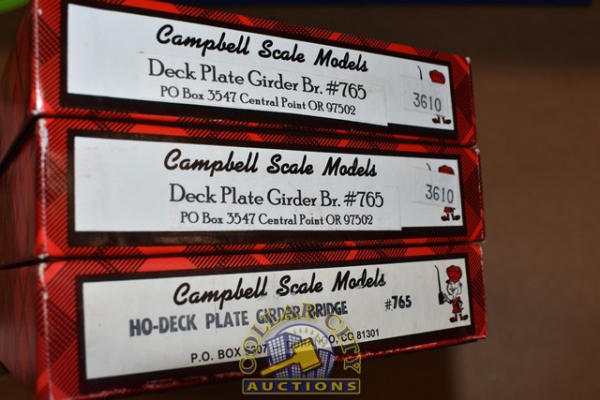 Campbell Scale Models
Deck Plate Girder Br. #765
PO Box 3547 Central Point OR 97502
3610
Campbell Scale Models
Deck Plate Girder Br. #765
PO Box 3547 Central Point OR 97502
3610
Campbell Scale Models
HO-DECK PLATE GIRDER BRIDGE #765
P.O. BOX CO 81301
COLLAR CITY
AUCTIONS